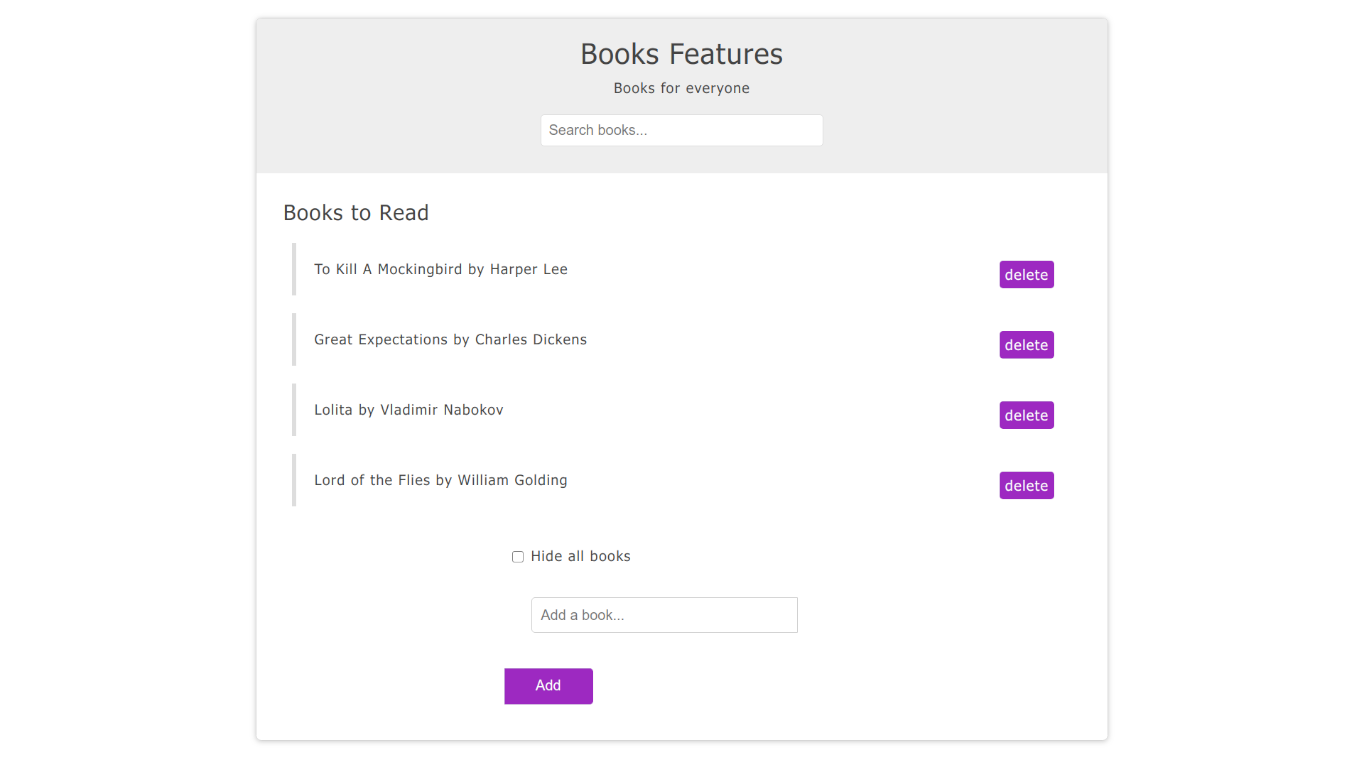 Books Features
Books for everyone
Search books...
Books to Read
To Kill A Mockingbird by Harper Lee
delete
Great Expectations by Charles Dickens
delete
Lolita by Vladimir Nabokov
delete
Lord of the Flies by William Golding
delete
Hide all books
Add a book...
Add